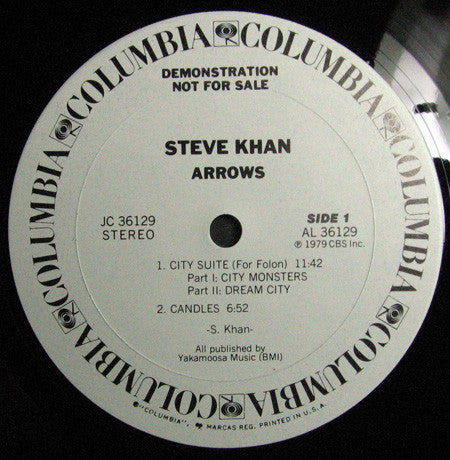 COLUMBIA COLUMBIA COLUMBIA COLUMBIA COLUMBIA COLUMBIA
DEMONSTRATION
NOT FOR SALE
STEVE KHAN
ARROWS
JC 36129
STEREO
SIDE 1
AL 36129
℗ 1979 CBS Inc.
1. CITY SUITE (For Folon) 11:42
Part I: CITY MONSTERS
Part II: DREAM CITY
2. CANDLES 6:52
-S. Khan-
All published by
Yakamoosa Music (BMI)
®"COLUMBIA", MARCAS REG. PRINTED IN U.S.A.